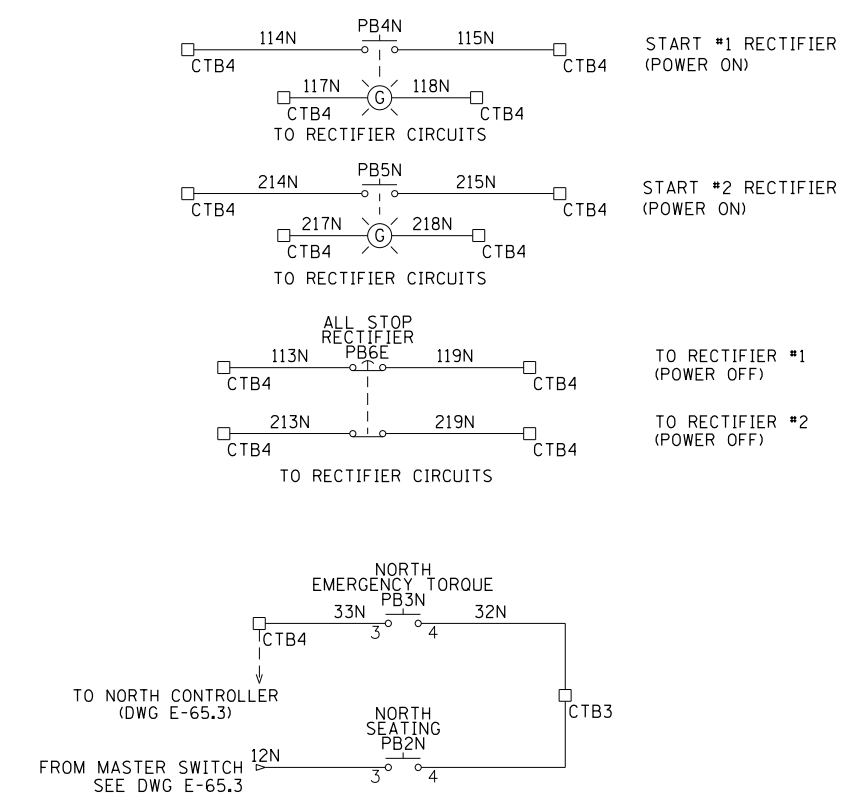 PB4N
114N
115N
CTB4
CTB4
START #1 RECTIFIER
(POWER ON)
117N
118N
G
CTB4
CTB4
TO RECTIFIER CIRCUITS
PB5N
214N
215N
CTB4
CTB4
START #2 RECTIFIER
(POWER ON)
217N
218N
G
CTB4
CTB4
TO RECTIFIER CIRCUITS
ALL STOP
RECTIFIER
PB6E
113N
119N
CTB4
CTB4
TO RECTIFIER #1
(POWER OFF)
213N
219N
CTB4
CTB4
TO RECTIFIER #2
(POWER OFF)
TO RECTIFIER CIRCUITS
NORTH
EMERGENCY TORQUE
PB3N
33N
32N
3
4
CTB4
TO NORTH CONTROLLER
(DWG E-65.3)
CTB3
NORTH
SEATING
PB2N
12N
3
4
FROM MASTER SWITCH
SEE DWG E-65.3